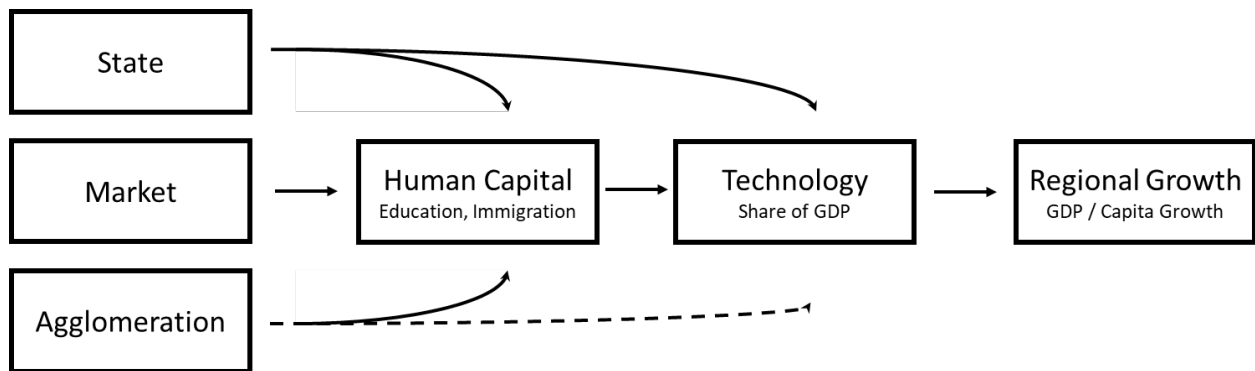 State
Market
Human Capital
Education, Immigration
Technology
Share of GDP
Regional Growth
GDP / Capita Growth
Agglomeration